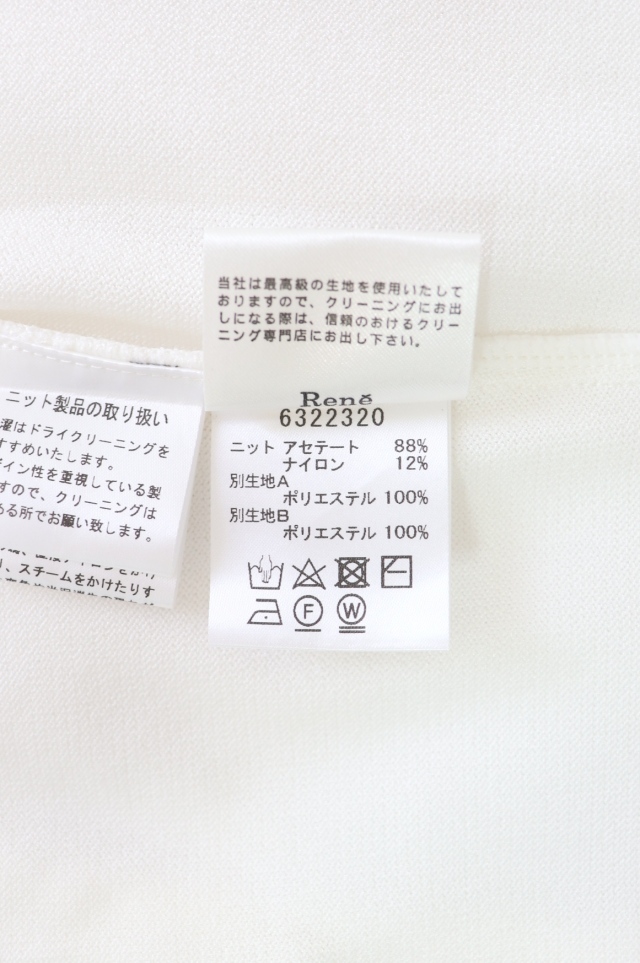 当社は最高級の生地を使用いたして
おりますので、クリーニングにお出
しになる際は、信頼のおけるクリー
ニング専門店にお出し下さい。
René
6322320
ニット アセテート 88%
ナイロン 12%
別生地A
ポリエステル 100%
別生地B
ポリエステル 100%
F W
ニット製品の取り扱い
濯はドライクリーニングを
すすめいたします。
イン性を重視している製
すので、クリーニングは
める所でお願い致します。
、スチームをかけたりす